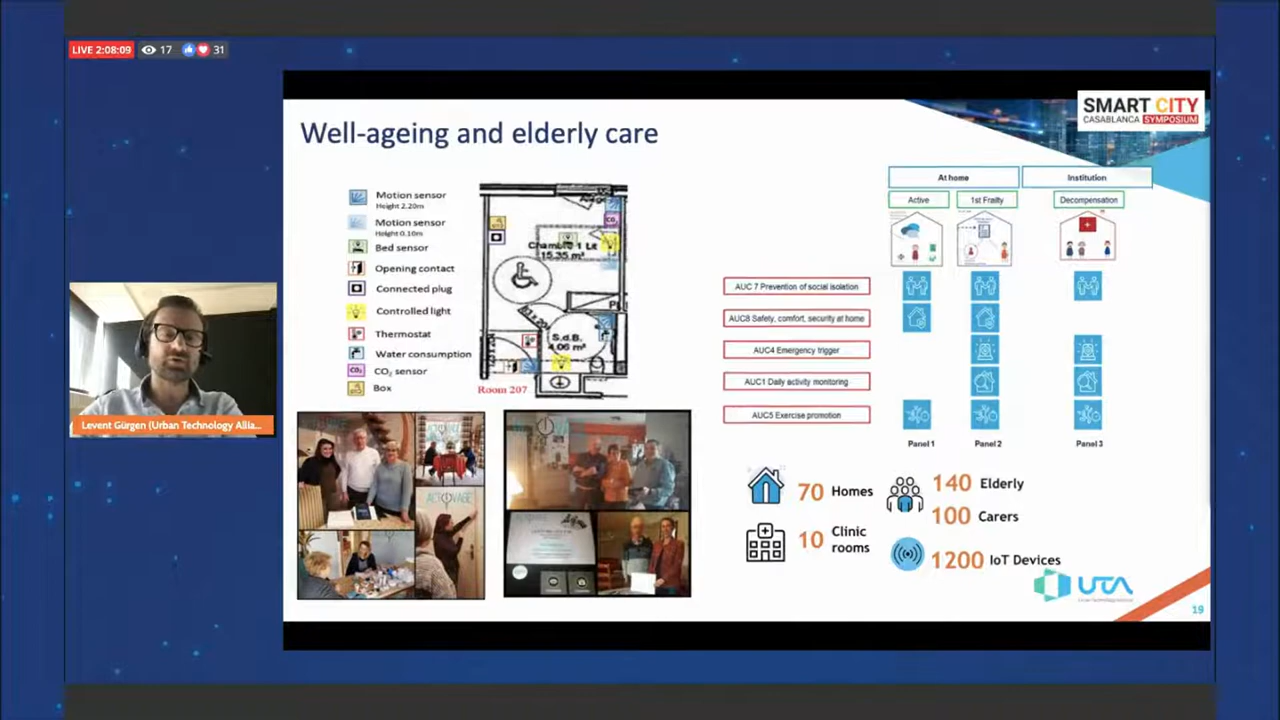 LIVE 2:08:09 17 31
SMART CITY
CASABLANCA SYMPOSIUM
Well-ageing and elderly care
Motion sensor
Height 2.20m
Motion sensor
Height 0.10m
Bed sensor
Opening contact
Connected plug
Controlled light
Thermostat
Water consumption
CO₂ sensor
Box
Chambre 1 Lit
15.35 m²
S.d.B.
4.06 m²
Room 207
At home
Institution
Active
1st Frailty
Decompensation
AUC 7 Prevention of social isolation
AUC8 Safety, comfort, security at home
AUC4 Emergency trigger
AUC1 Daily activity monitoring
AUC5 Exercise promotion
Panel 1
Panel 2
Panel 3
70 Homes
10 Clinic rooms
140 Elderly
100 Carers
1200 IoT Devices
UTA
19
ACTIVAGE
Levent Gürgen (Urban Technology Allia...